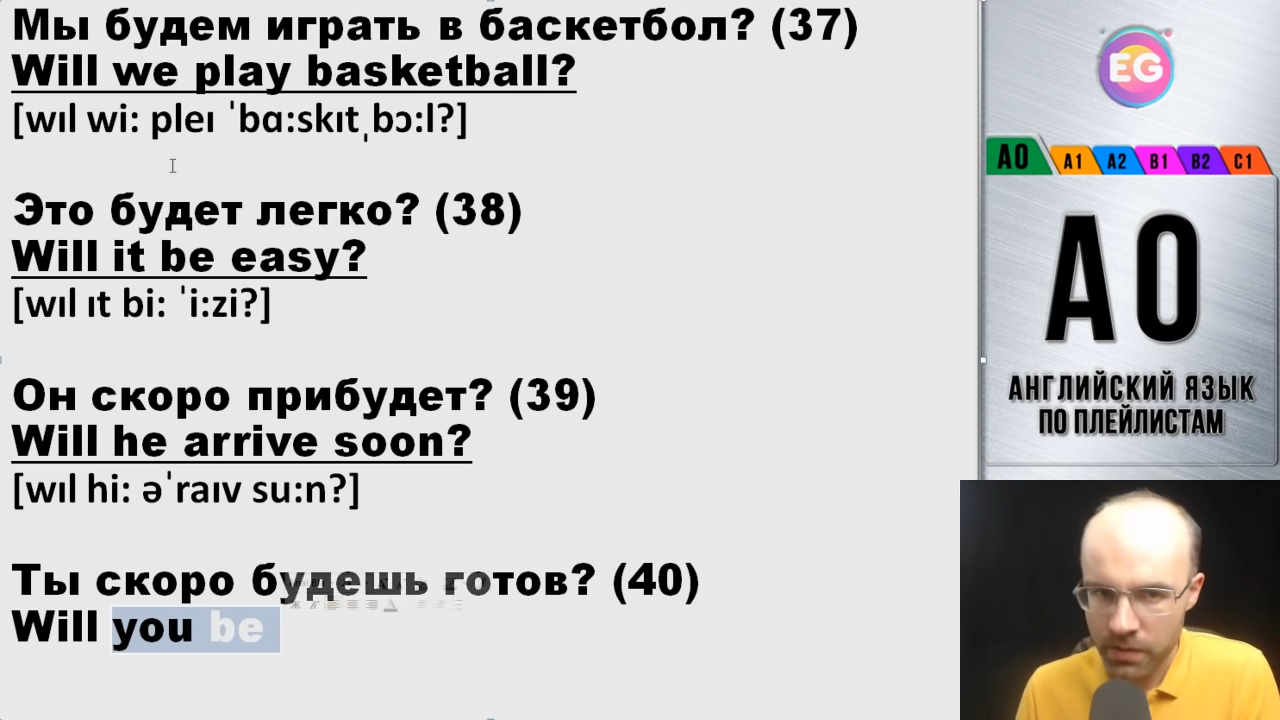 Мы будем играть в баскетбол? (37)
Will we play basketball?
[wɪl wi: pleɪ ˈbɑ:skɪtˌbɔ:l?]
Это будет легко? (38)
Will it be easy?
[wɪl ɪt bi: ˈi:zi?]
Он скоро прибудет? (39)
Will he arrive soon?
[wɪl hi: əˈraɪv su:n?]
Ты скоро будешь готов? (40)
Will you be
EG
A0 A1 A2 B1 B2 C1
A0
АНГЛИЙСКИЙ ЯЗЫК
ПО ПЛЕЙЛИСТАМ